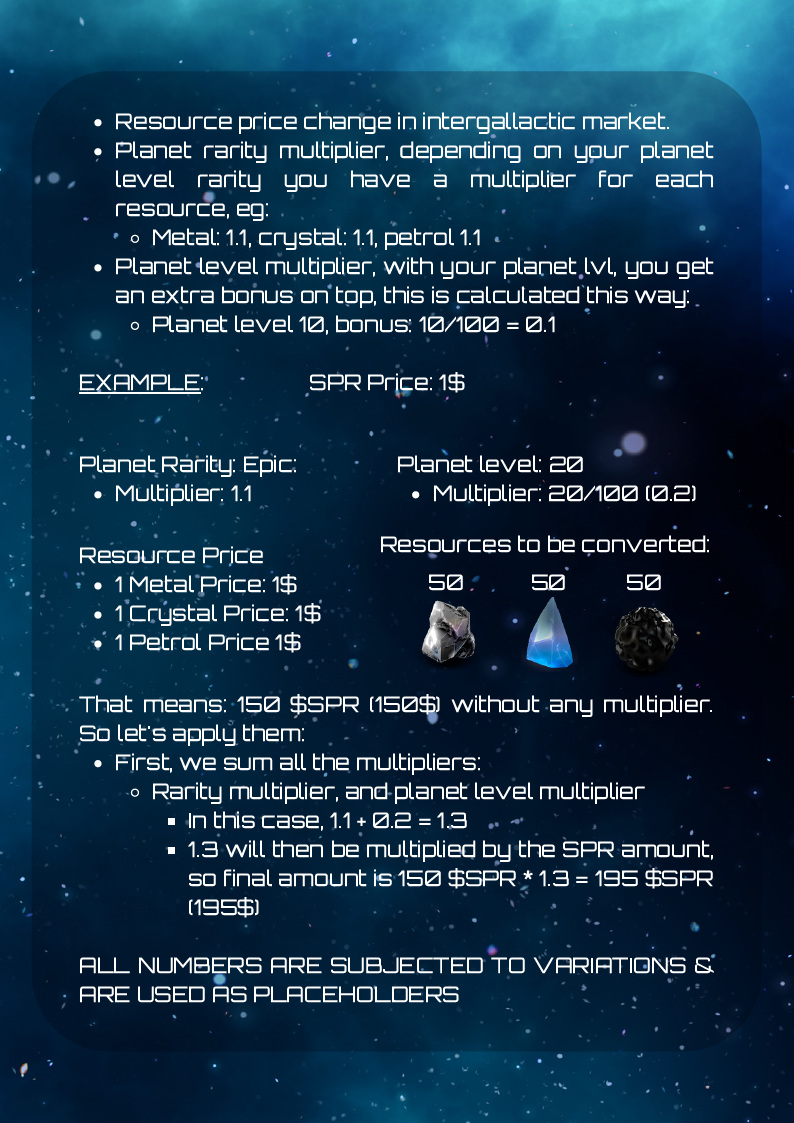 • Resource price change in intergallactic market.
• Planet rarity multiplier, depending on your planet
level rarity you have a multiplier for each
resource, eg:
◦ Metal: 1.1, crystal: 1.1, petrol 1.1
• Planet level multiplier, with your planet lvl, you get
an extra bonus on top, this is calculated this way:
◦ Planet level 10, bonus: 10/100 = 0.1
EXAMPLE: SPR Price: 1$
Planet Rarity: Epic: Planet level: 20
• Multiplier: 1.1 • Multiplier: 20/100 (0.2)
Resource Price
• 1 Metal Price: 1$
• 1 Crystal Price: 1$
• 1 Petrol Price 1$
Resources to be converted:
50 50 50
That means: 150 $SPR (150$) without any multiplier.
So let's apply them:
• First, we sum all the multipliers:
◦ Rarity multiplier, and planet level multiplier
▪ In this case, 1.1 + 0.2 = 1.3
▪ 1.3 will then be multiplied by the SPR amount,
so final amount is 150 $SPR * 1.3 = 195 $SPR
(195$)
ALL NUMBERS ARE SUBJECTED TO VARIATIONS &
ARE USED AS PLACEHOLDERS